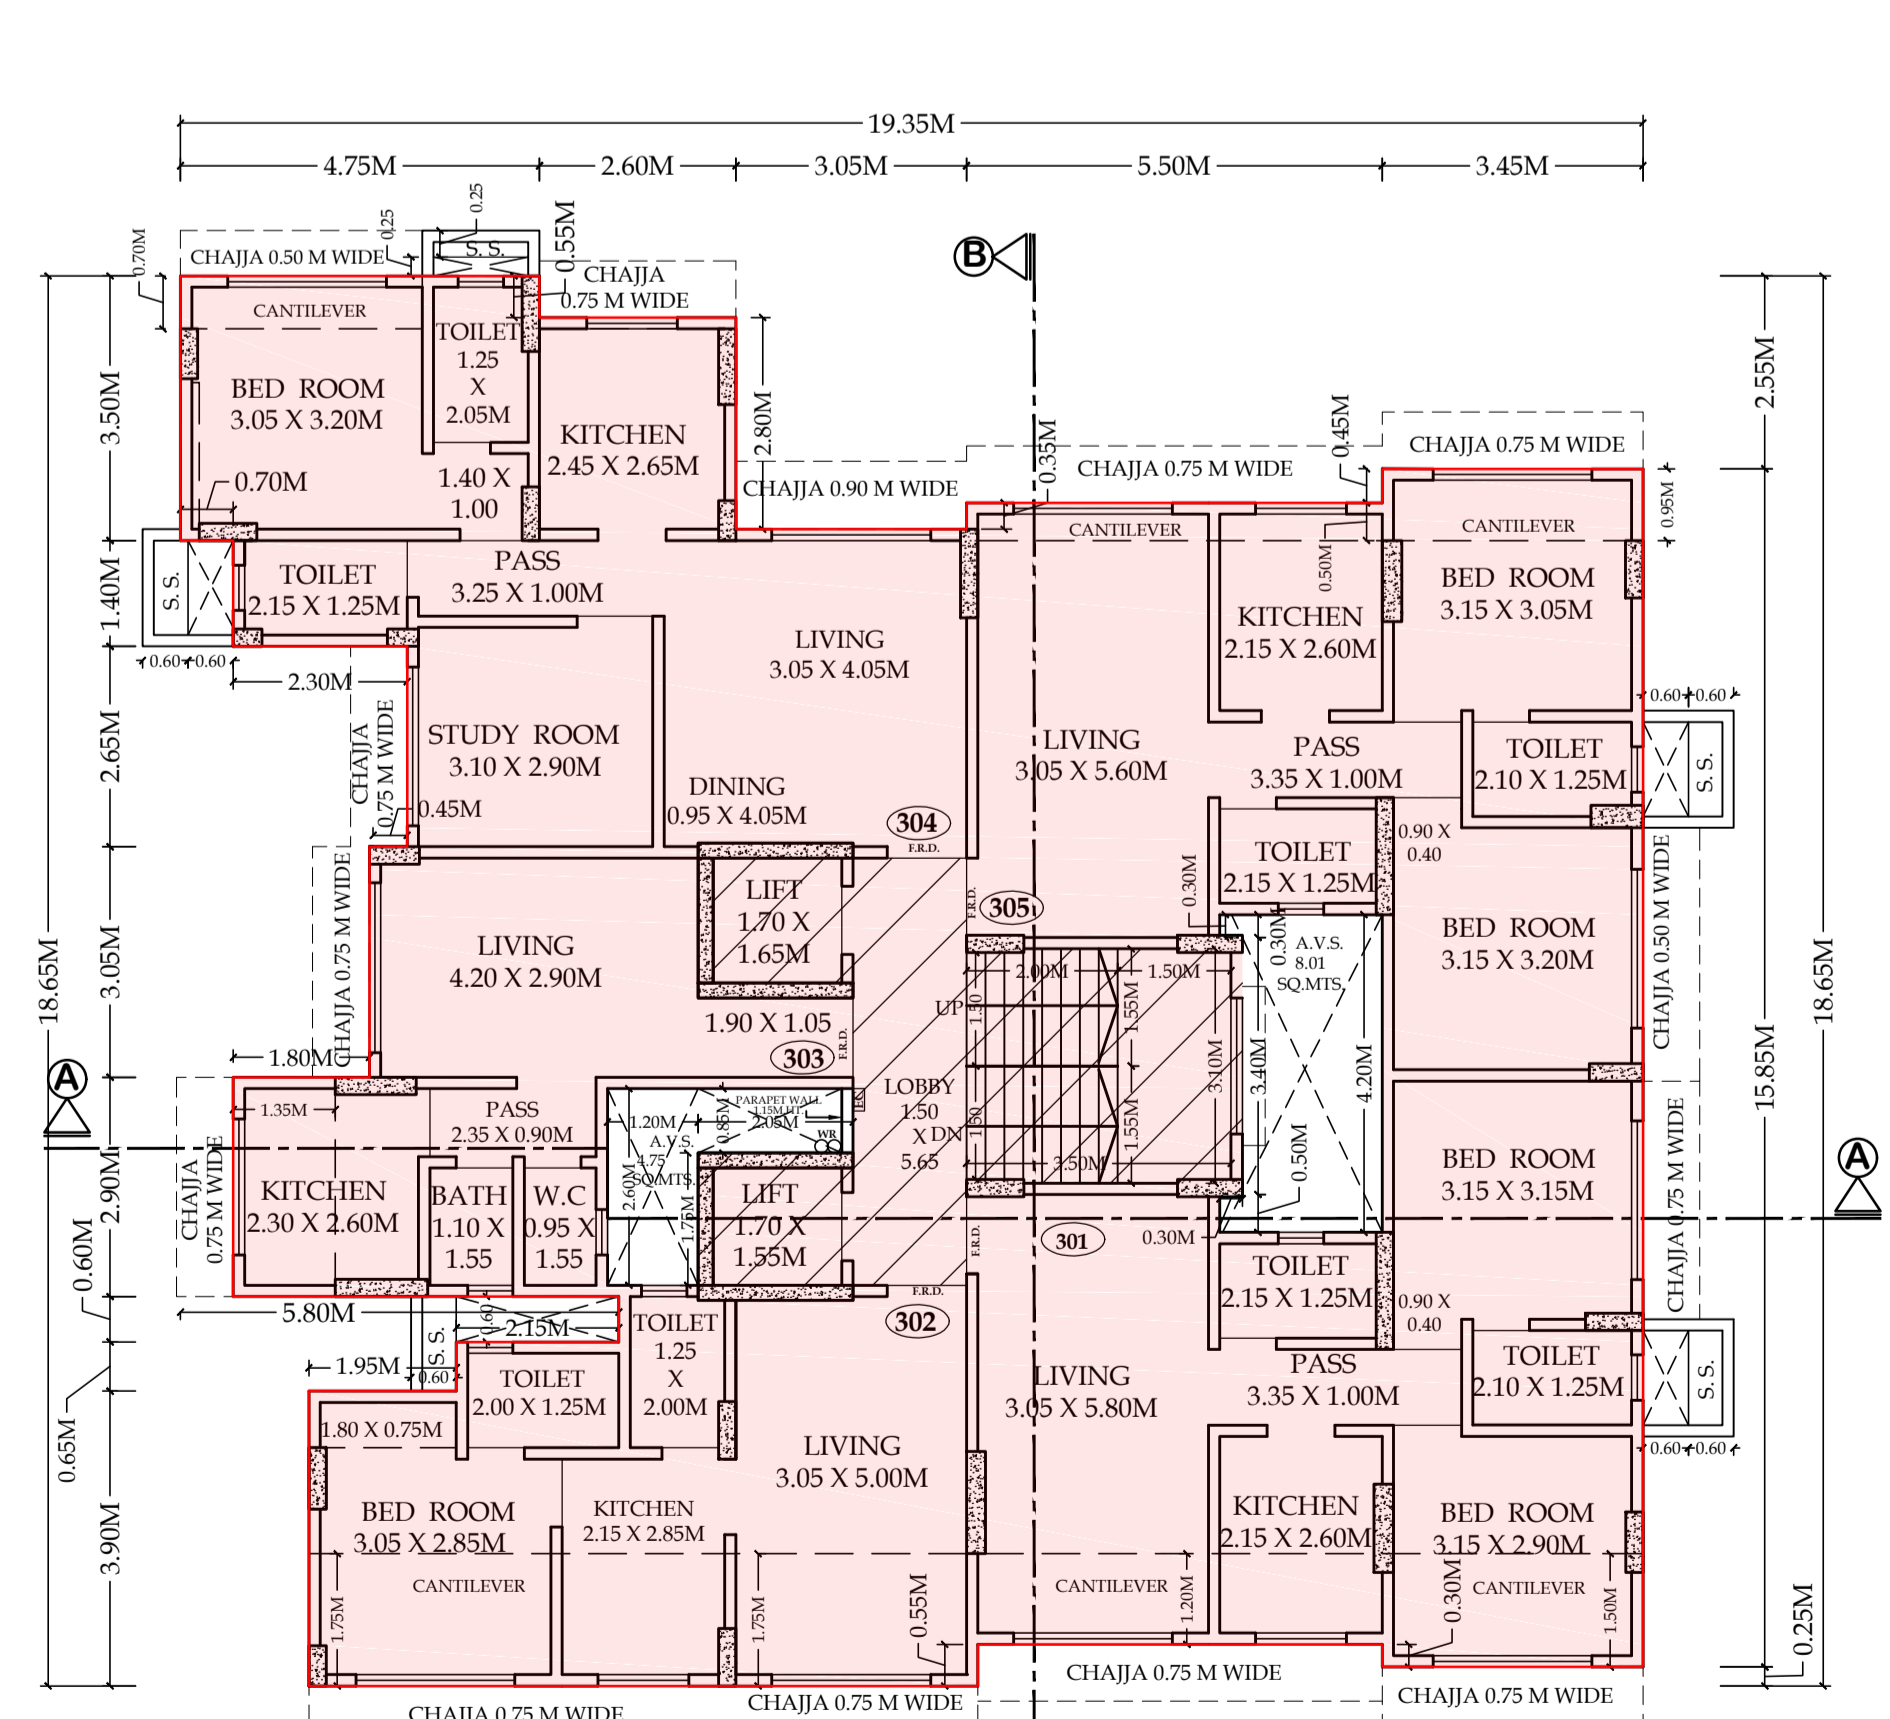 19.35M
4.75M
2.60M
3.05M
5.50M
3.45M
0.70M
CHAJJA 0.50 M WIDE
0.25
0.25
S. S.
0.55M
CHAJJA
0.75 M WIDE
B
CANTILEVER
TOILET
1.25
X
2.05M
BED ROOM
3.05 X 3.20M
KITCHEN
2.45 X 2.65M
2.80M
3.50M
0.70M
1.40 X
1.00
CHAJJA 0.90 M WIDE
0.35M
CHAJJA 0.75 M WIDE
0.45M
CHAJJA 0.75 M WIDE
2.55M
0.95M
CANTILEVER
0.50M
CANTILEVER
1.40M
S. S.
TOILET
2.15 X 1.25M
PASS
3.25 X 1.00M
LIVING
3.05 X 4.05M
KITCHEN
2.15 X 2.60M
BED ROOM
3.15 X 3.05M
0.60
0.60
2.30M
0.60
0.60
2.65M
CHAJJA
0.75 M WIDE
STUDY ROOM
3.10 X 2.90M
0.45M
DINING
0.95 X 4.05M
304
F.R.D.
LIVING
3.05 X 5.60M
PASS
3.35 X 1.00M
TOILET
2.10 X 1.25M
S. S.
0.90 X
0.40
TOILET
2.15 X 1.25M
CHAJJA 0.75 M WIDE
LIFT
1.70 X
1.65M
F.R.D.
305
0.30M
0.30M
A.V.S.
8.01
SQ.MTS.
BED ROOM
3.15 X 3.20M
CHAJJA 0.50 M WIDE
18.65M
3.05M
LIVING
4.20 X 2.90M
1.90 X 1.05
303
F.R.D.
UP
1.50
2.00M
1.50M
1.55M
3.10M
3.40M
4.20M
18.65M
15.85M
A
1.80M
1.35M
PASS
2.35 X 0.90M
1.20M
A.V.S.
4.75
SQ.MTS.
0.85M
PARAPET WALL
1.15M HT.
2.05M
WR
LOBBY
1.50
X
5.65
DN
1.50
1.55M
3.50M
0.50M
0.30M
BED ROOM
3.15 X 3.15M
CHAJJA 0.75 M WIDE
A
2.90M
CHAJJA
0.75 M WIDE
KITCHEN
2.30 X 2.60M
BATH
1.10 X
1.55
W.C
0.95 X
1.55
2.60M
1.75M
LIFT
1.70 X
1.55M
F.R.D.
301
TOILET
2.15 X 1.25M
0.60M
5.80M
0.60
2.15M
TOILET
1.25
X
2.00M
F.R.D.
302
0.90 X
0.40
PASS
3.35 X 1.00M
TOILET
2.10 X 1.25M
S. S.
0.65M
1.95M
S. S.
0.60
TOILET
2.00 X 1.25M
1.80 X 0.75M
LIVING
3.05 X 5.80M
0.60
0.60
LIVING
3.05 X 5.00M
3.90M
BED ROOM
3.05 X 2.85M
KITCHEN
2.15 X 2.85M
KITCHEN
2.15 X 2.60M
BED ROOM
3.15 X 2.90M
CANTILEVER
1.75M
1.75M
0.55M
CANTILEVER
1.20M
0.30M
CANTILEVER
1.50M
0.25M
CHAJJA 0.75 M WIDE
CHAJJA 0.75 M WIDE
CHAJJA 0.75 M WIDE
CHAJJA 0.75 M WIDE